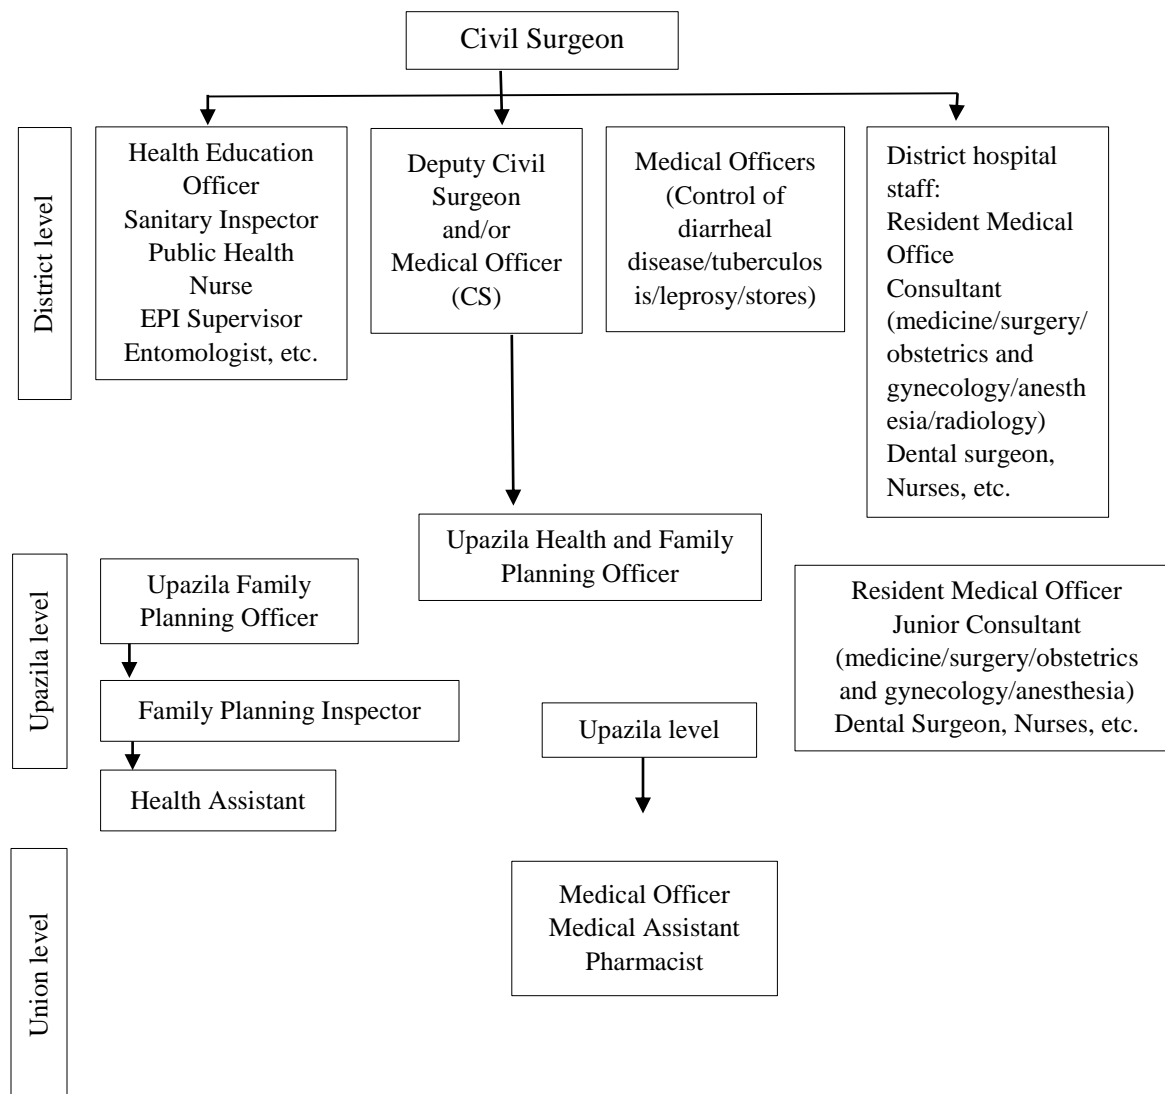 Civil Surgeon
District level
Health Education
Officer
Sanitary Inspector
Public Health
Nurse
EPI Supervisor
Entomologist, etc.
Deputy Civil
Surgeon
and/or
Medical Officer
(CS)
Medical Officers
(Control of
diarrheal
disease/tuberculos
is/leprosy/stores)
District hospital
staff:
Resident Medical
Office
Consultant
(medicine/surgery/
obstetrics and
gynecology/anesth
esia/radiology)
Dental surgeon,
Nurses, etc.
Upazila level
Upazila Health and Family
Planning Officer
Upazila Family
Planning Officer
Family Planning Inspector
Health Assistant
Upazila level
Resident Medical Officer
Junior Consultant
(medicine/surgery/obstetrics
and gynecology/anesthesia)
Dental Surgeon, Nurses, etc.
Union level
Medical Officer
Medical Assistant
Pharmacist